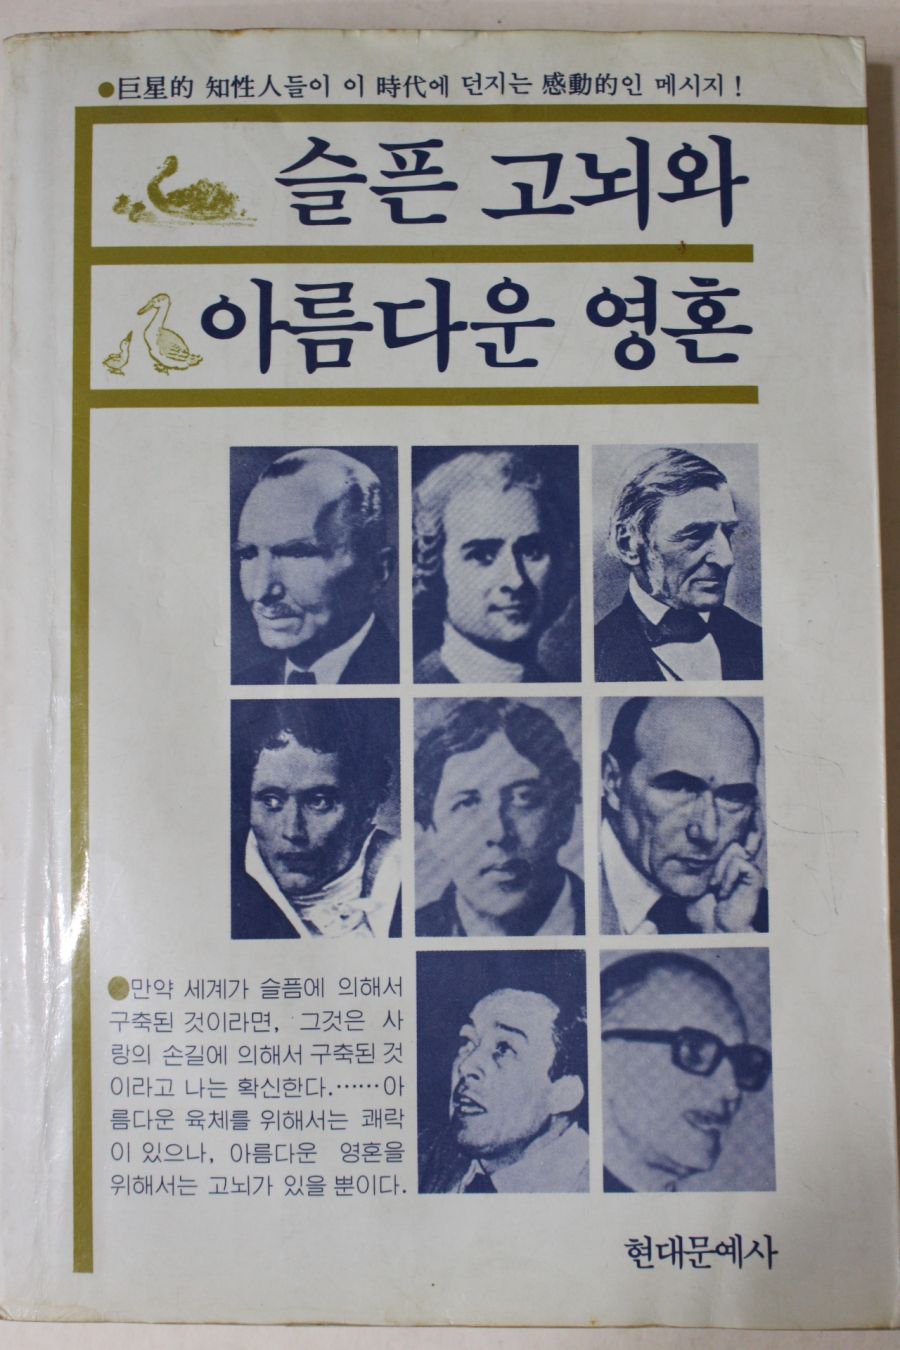 ●巨星的 知性人들이 이 時代에 던지는 感動的인 메시지!
슬픈 고뇌와
아름다운 영혼
●만약 세계가 슬픔에 의해서
구축된 것이라면, 그것은 사
랑의 손길에 의해서 구축된 것
이라고 나는 확신한다.……아
름다운 육체를 위해서는 쾌락
이 있으나, 아름다운 영혼을
위해서는 고뇌가 있을 뿐이다.
현대문예사